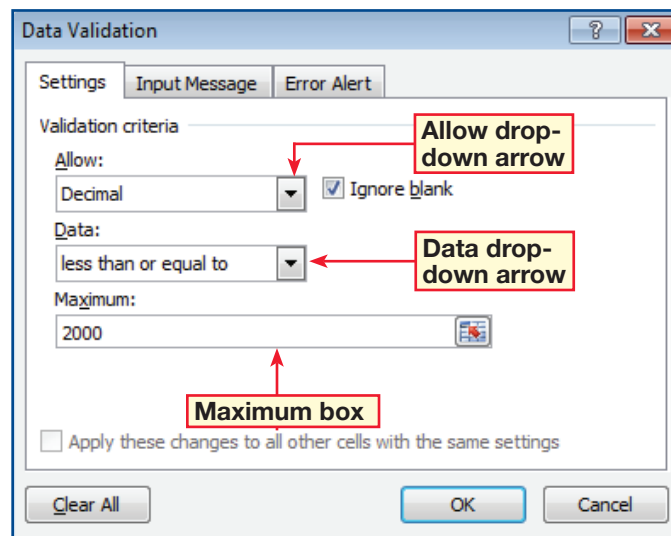 Data Validation
Settings Input Message Error Alert
Validation criteria
Allow drop-
down arrow
Allow:
Decimal
Ignore blank
Data:
less than or equal to
Data drop-
down arrow
Maximum:
2000
Maximum box
Apply these changes to all other cells with the same settings
Clear All OK Cancel